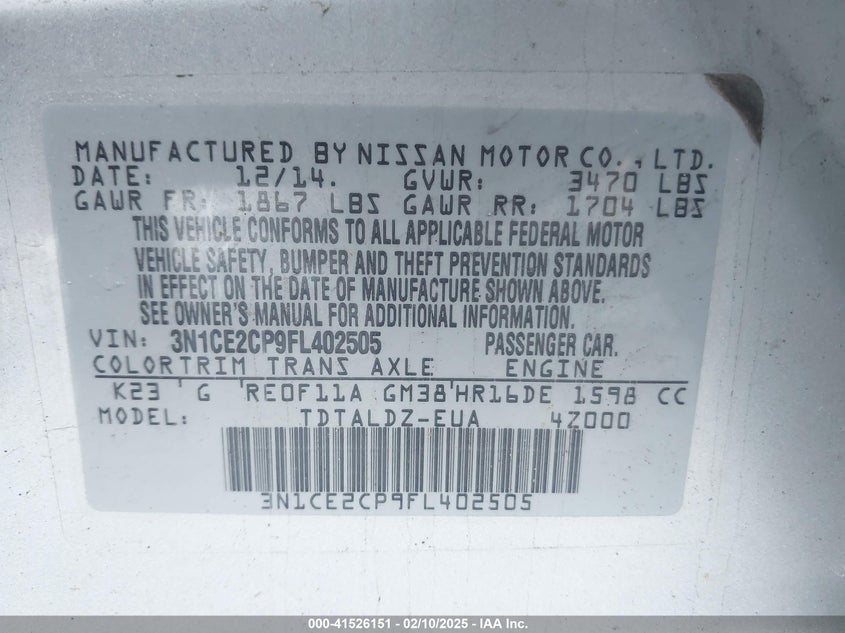 MANUFACTURED BY NISSAN MOTOR CO., LTD.
DATE: 12/14. GVWR: 3470 LBS
GAWR FR: 1867 LBS GAWR RR: 1704 LBS
THIS VEHICLE CONFORMS TO ALL APPLICABLE FEDERAL MOTOR
VEHICLE SAFETY, BUMPER AND THEFT PREVENTION STANDARDS
IN EFFECT ON THE DATE OF MANUFACTURE SHOWN ABOVE.
SEE OWNER'S MANUAL FOR ADDITIONAL INFORMATION.
VIN: 3N1CE2CP9FL402505 PASSENGER CAR.
COLORTRIM TRANS AXLE ENGINE
K23 ' G 'RE0F11A GM38'HR16DE 1598 CC
MODEL: TDTALDZ-EUA 4Z000
3N1CE2CP9FL402505
000-41526151 — 02/10/2025 — IAA Inc.